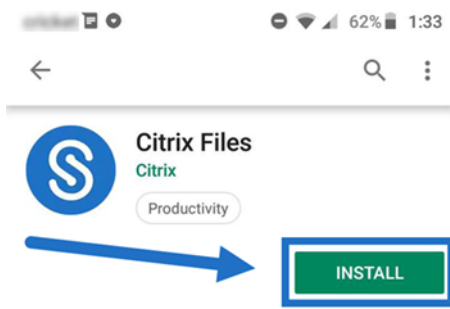 62% 1:33
Citrix Files
Citrix
Productivity
INSTALL